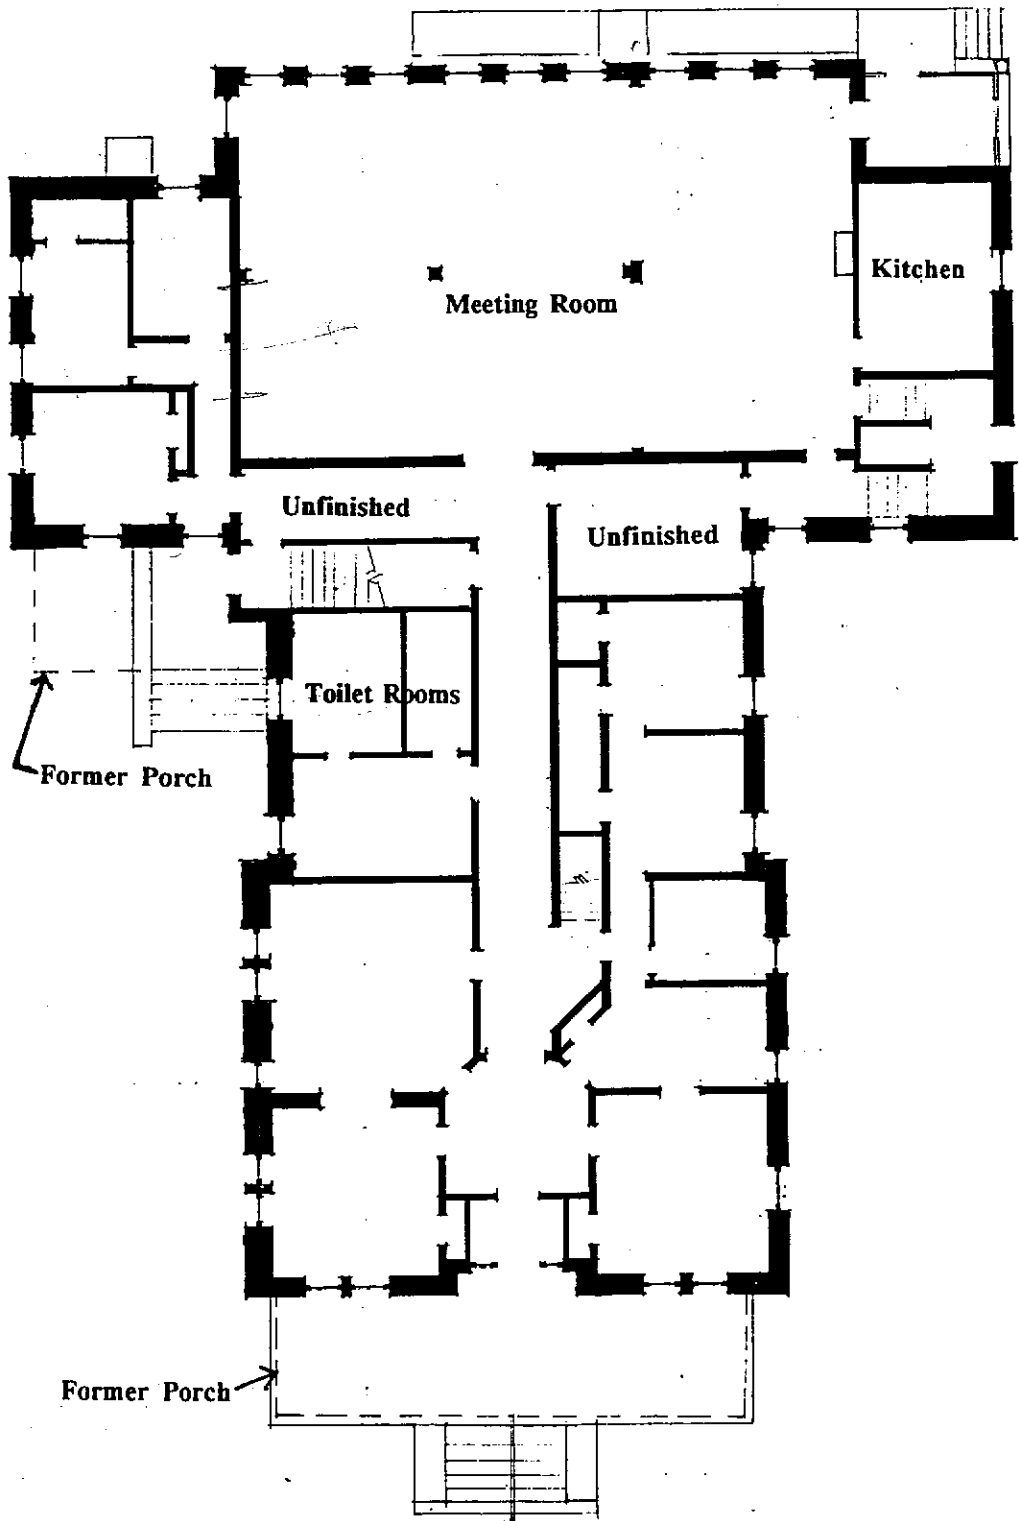 Kitchen
Meeting Room
Unfinished
Unfinished
Toilet Rooms
Former Porch
Former Porch